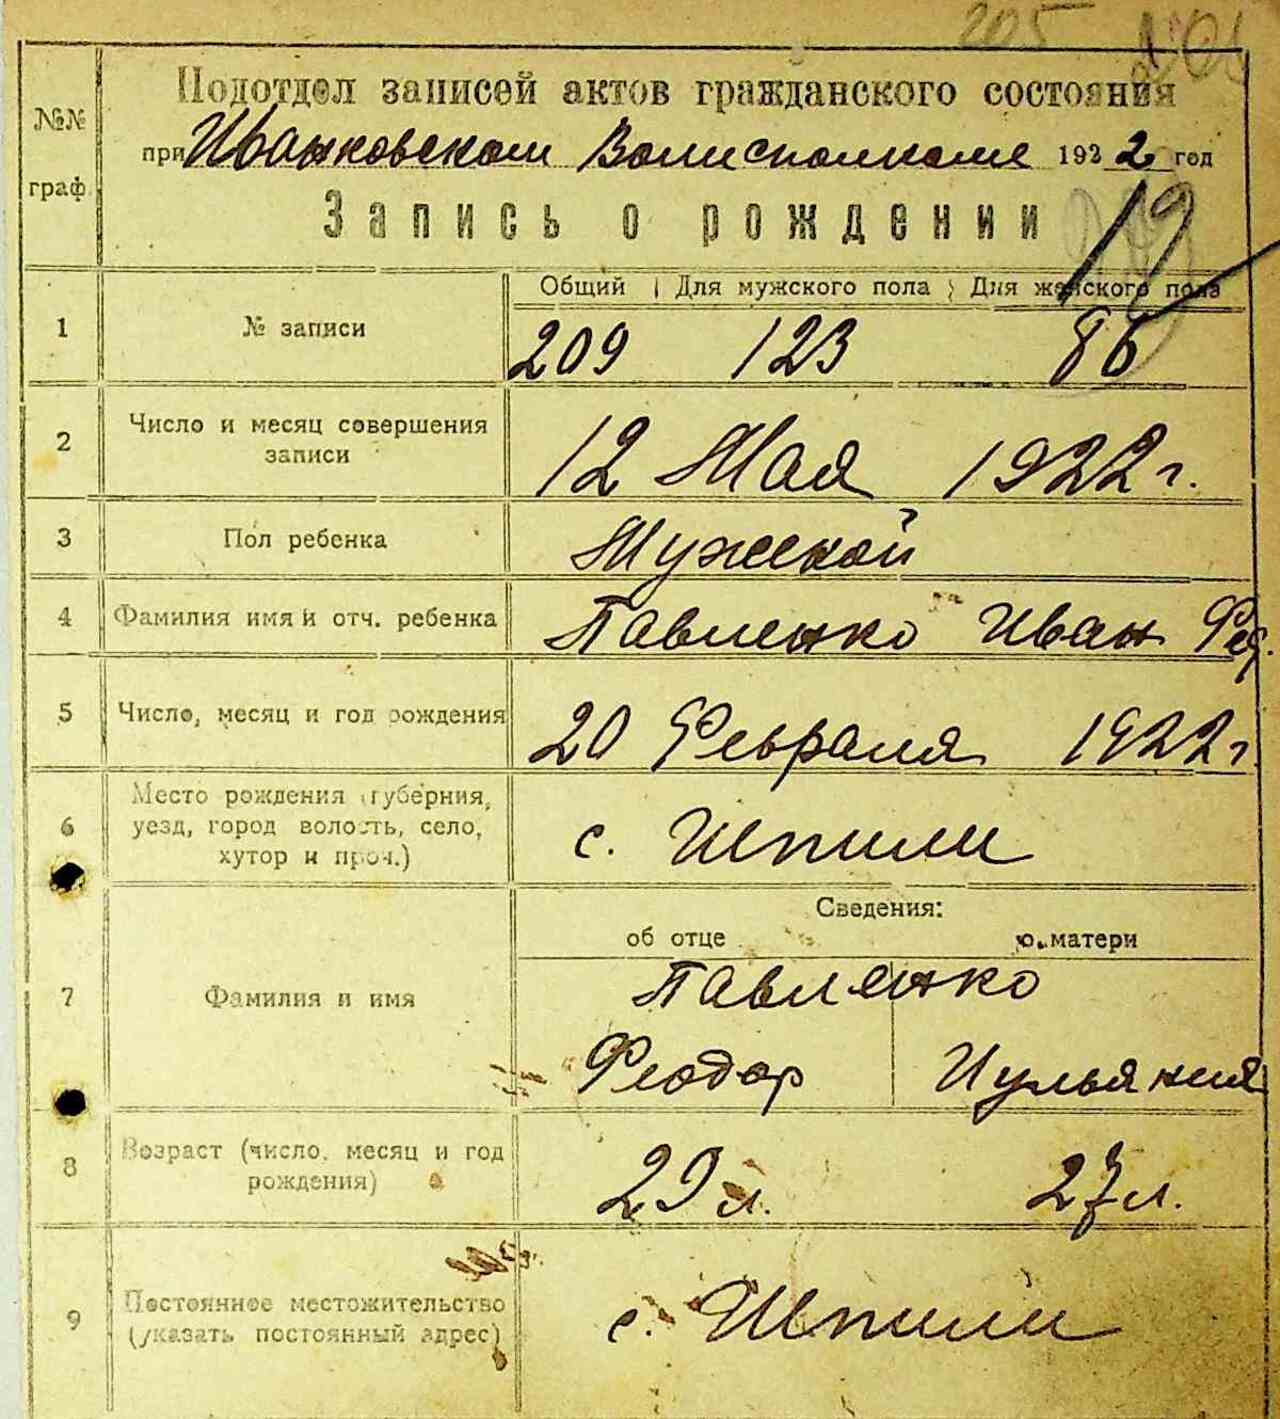 205
№№
граф.
Подотдел записей актов гражданского состояния
при Иванковском Волисполкоме 1922 год
Запись о рождении
19
Общий Для мужского пола Для женского пола
1 № записи 209 123 86
2 Число и месяц совершения
записи 12 Мая 1922 г.
3 Пол ребенка Мужской
4 Фамилия имя и отч. ребенка Павленко Иван Фед.
5 Число, месяц и год рождения 20 Февраля 1922 г.
6 Место рождения (губерния,
уезд, город волость, село,
хутор и проч.) с. Шпили
Сведения:
об отце о матери
7 Фамилия и имя Павленко
Феодор Иульяния
8 Возраст (число, месяц и год
рождения) 29 л. 27 л.
9 Постоянное местожительство
(указать постоянный адрес) с. Шпили